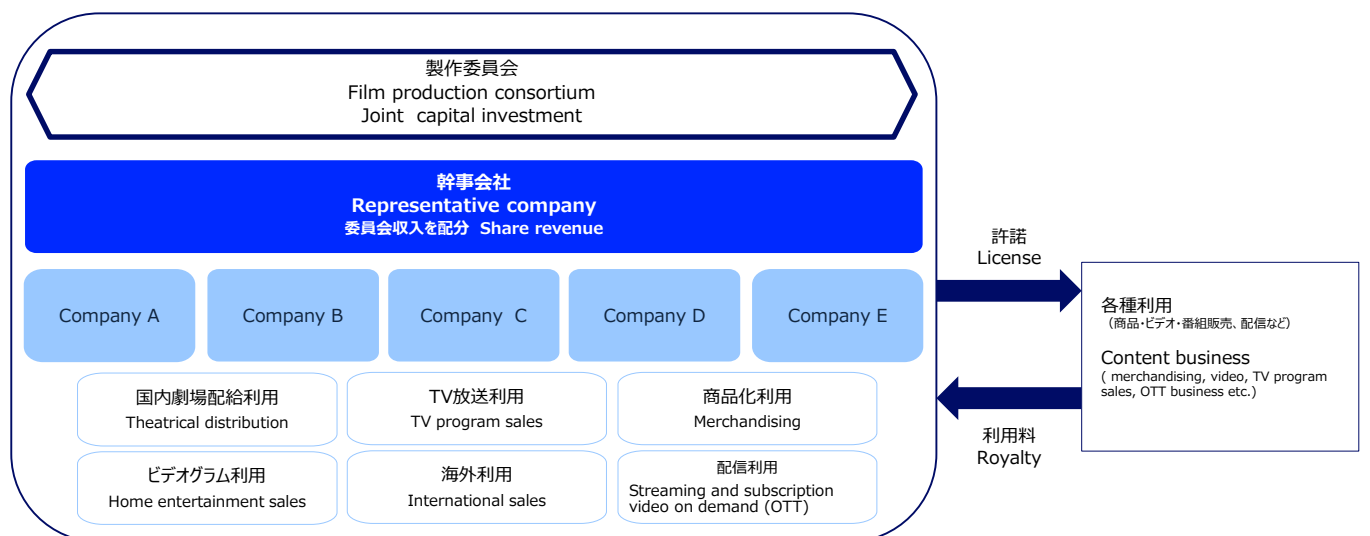 製作委員会
Film production consortium
Joint capital investment
幹事会社
Representative company
委員会収入を配分 Share revenue
Company A
Company B
Company C
Company D
Company E
国内劇場配給利用
Theatrical distribution
TV放送利用
TV program sales
商品化利用
Merchandising
ビデオグラム利用
Home entertainment sales
海外利用
International sales
配信利用
Streaming and subscription
video on demand (OTT)
許諾
License
利用料
Royalty
各種利用
（商品・ビデオ・番組販売、配信など）
Content business
( merchandising, video, TV program
sales, OTT business etc.)